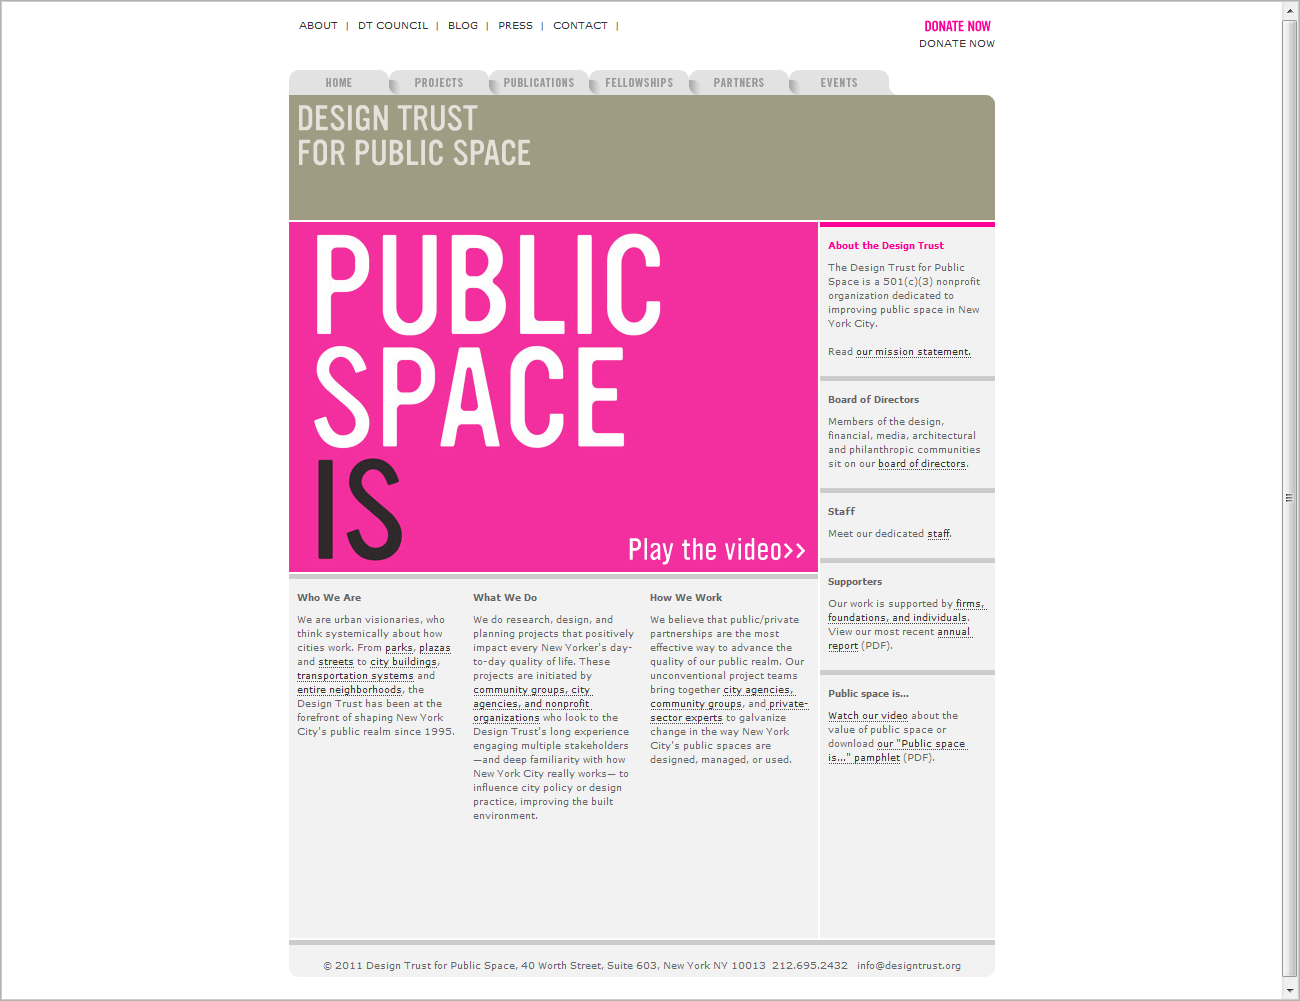 ABOUT | DT COUNCIL | BLOG | PRESS | CONTACT |
DONATE NOW
DONATE NOW
HOME PROJECTS PUBLICATIONS FELLOWSHIPS PARTNERS EVENTS
DESIGN TRUST
FOR PUBLIC SPACE
PUBLIC
SPACE
IS
Play the video>>
About the Design Trust
The Design Trust for Public
Space is a 501(c)(3) nonprofit
organization dedicated to
improving public space in New
York City.
Read our mission statement.
Board of Directors
Members of the design,
financial, media, architectural
and philanthropic communities
sit on our board of directors.
Staff
Meet our dedicated staff.
Supporters
Our work is supported by firms,
foundations, and individuals.
View our most recent annual
report (PDF).
Public space is...
Watch our video about the
value of public space or
download our "Public space
is..." pamphlet (PDF).
Who We Are
We are urban visionaries, who
think systemically about how
cities work. From parks, plazas
and streets to city buildings,
transportation systems and
entire neighborhoods, the
Design Trust has been at the
forefront of shaping New York
City's public realm since 1995.
What We Do
We do research, design, and
planning projects that positively
impact every New Yorker's day-
to-day quality of life. These
projects are initiated by
community groups, city
agencies, and nonprofit
organizations who look to the
Design Trust's long experience
engaging multiple stakeholders
—and deep familiarity with how
New York City really works— to
influence city policy or design
practice, improving the built
environment.
How We Work
We believe that public/private
partnerships are the most
effective way to advance the
quality of our public realm. Our
unconventional project teams
bring together city agencies,
community groups, and private-
sector experts to galvanize
change in the way New York
City's public spaces are
designed, managed, or used.
© 2011 Design Trust for Public Space, 40 Worth Street, Suite 603, New York NY 10013 212.695.2432 info@designtrust.org